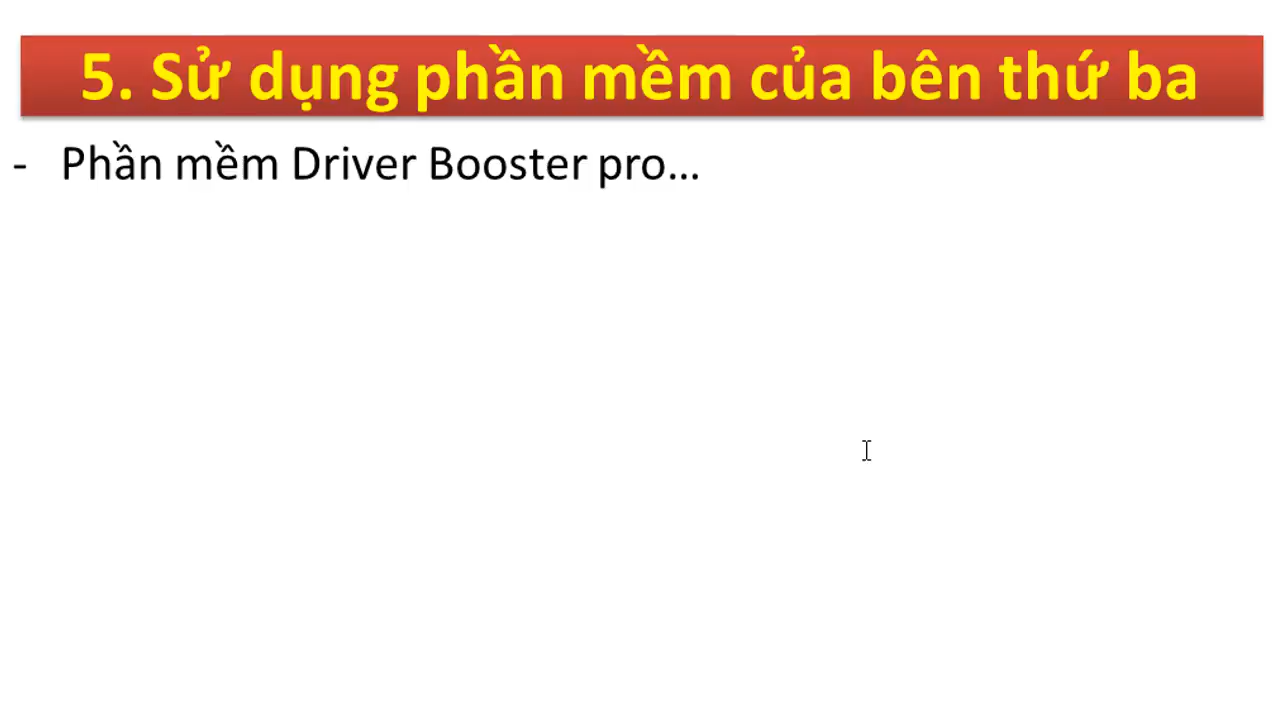 5. Sử dụng phần mềm của bên thứ ba
- Phần mềm Driver Booster pro...